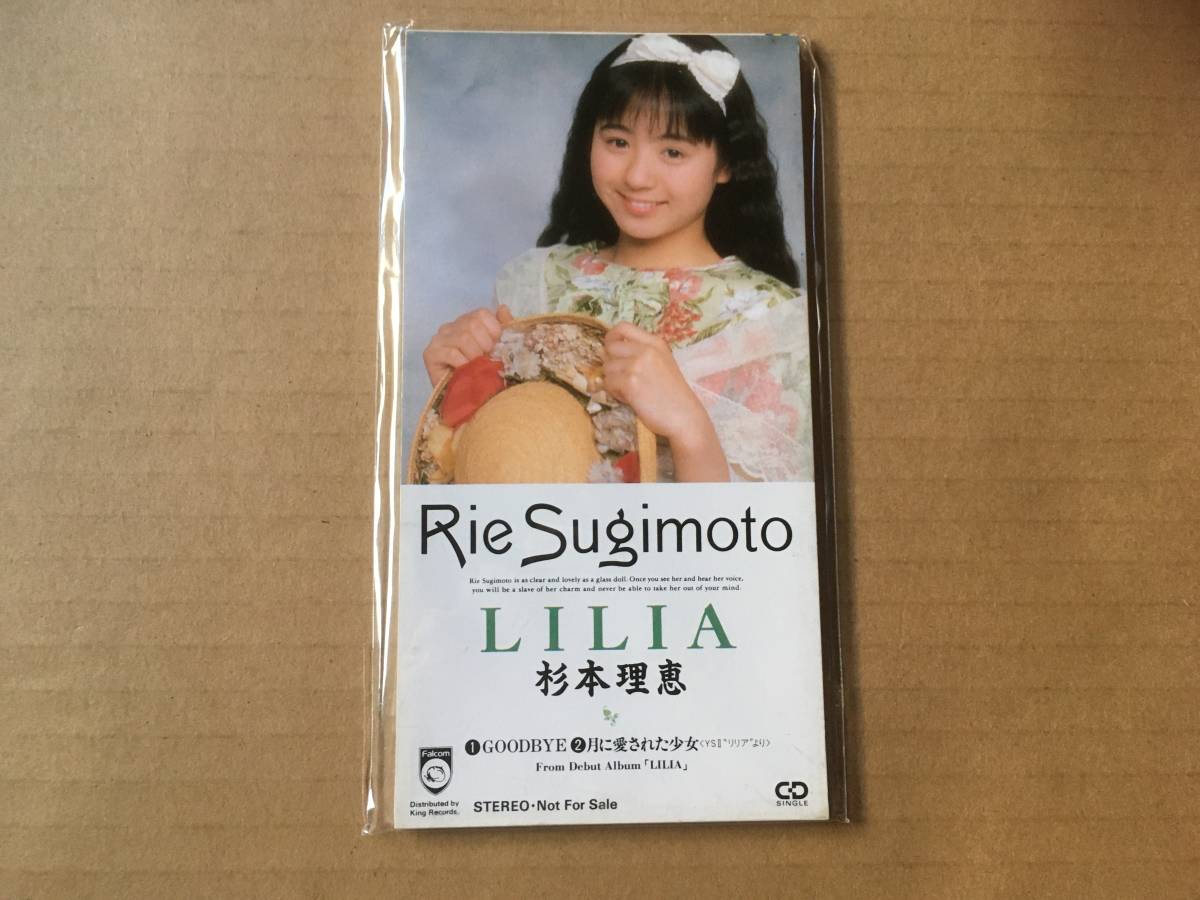 Rie Sugimoto
Rie Sugimoto is as clear and lovely as a glass doll. Once you see her and hear her voice,
you will be a slave of her charm and never be able to take her out of your mind.
LILIA
杉本理恵
❶GOODBYE ❷月に愛された少女〈YSⅡ“リリア”より〉
From Debut Album「LILIA」
Falcom
Distributed by
King Records.
STEREO・Not For Sale
CD
SINGLE